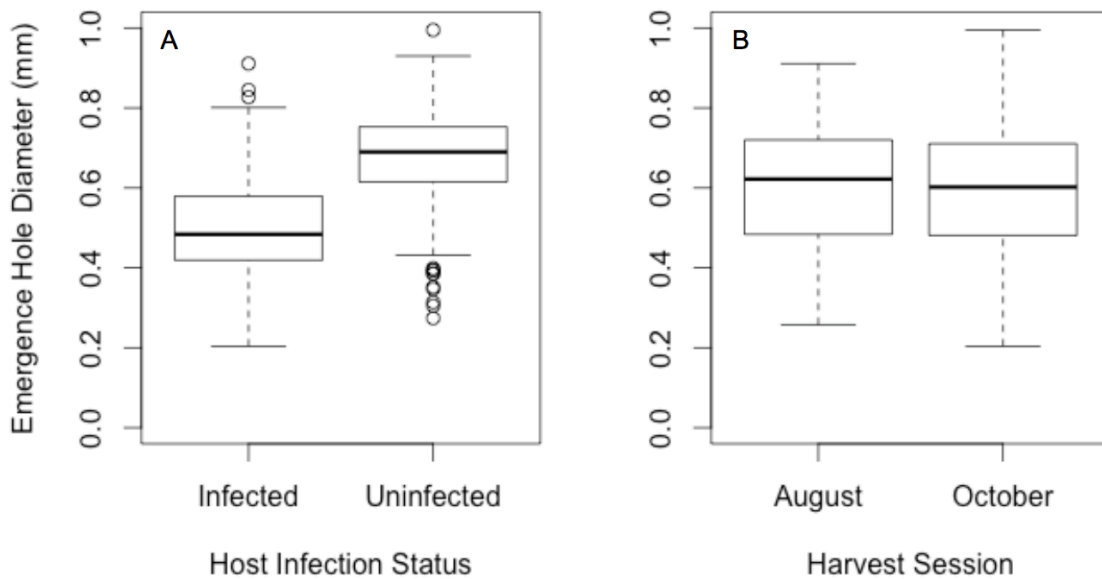 Emergence Hole Diameter (mm)
A
1.0
0.8
0.6
0.4
0.2
0.0
Infected Uninfected
Host Infection Status
B
1.0
0.8
0.6
0.4
0.2
0.0
August October
Harvest Session